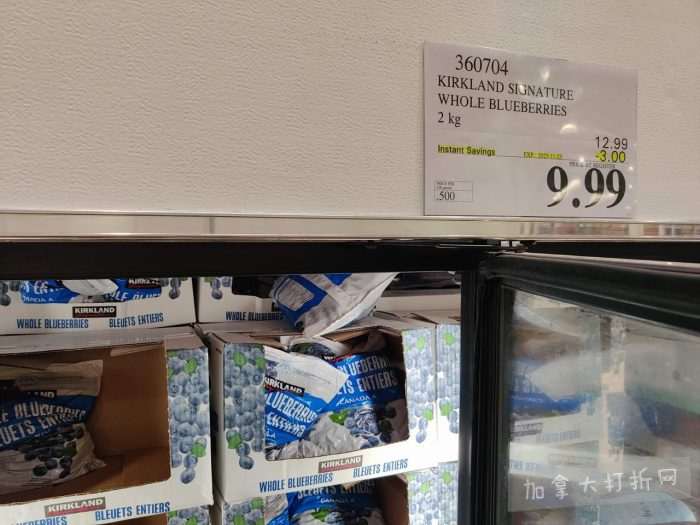 360704
KIRKLAND SIGNATURE
WHOLE BLUEBERRIES
2 kg
12.99
Instant Savings
-3.00
9.99
.500
KIRKLAND
WHOLE BLUEBERRIES
BLEUETS ENTIERS
WHOLE BLUEBERRIES
KIRKLAND
KIRKLAND
KIRKLAND
WHOLE BLUEBERRIES
BLEUETS ENTIERS
KIRKLAND
BLEUETS ENTIERS
加拿大打折网